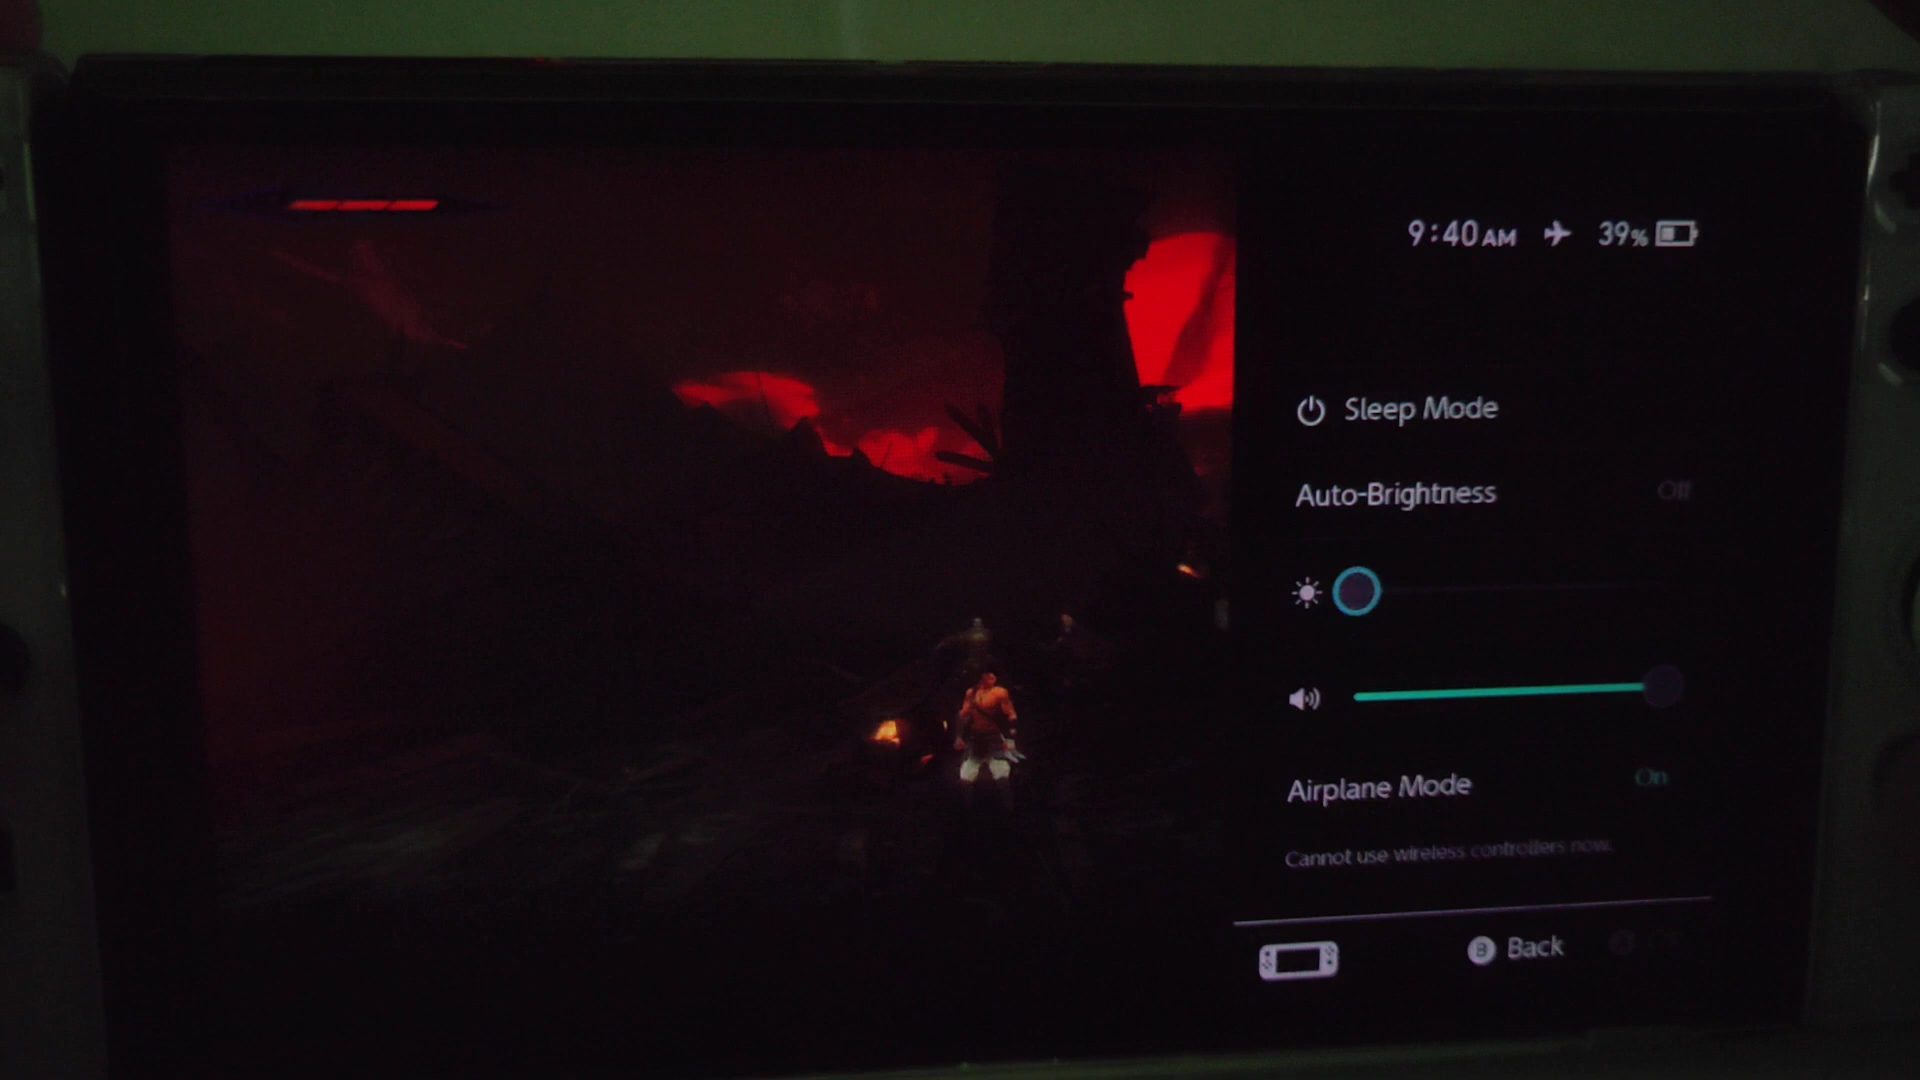 9:40 AM 39%
Sleep Mode
Auto-Brightness Off
Airplane Mode On
Cannot use wireless controllers now.
B Back